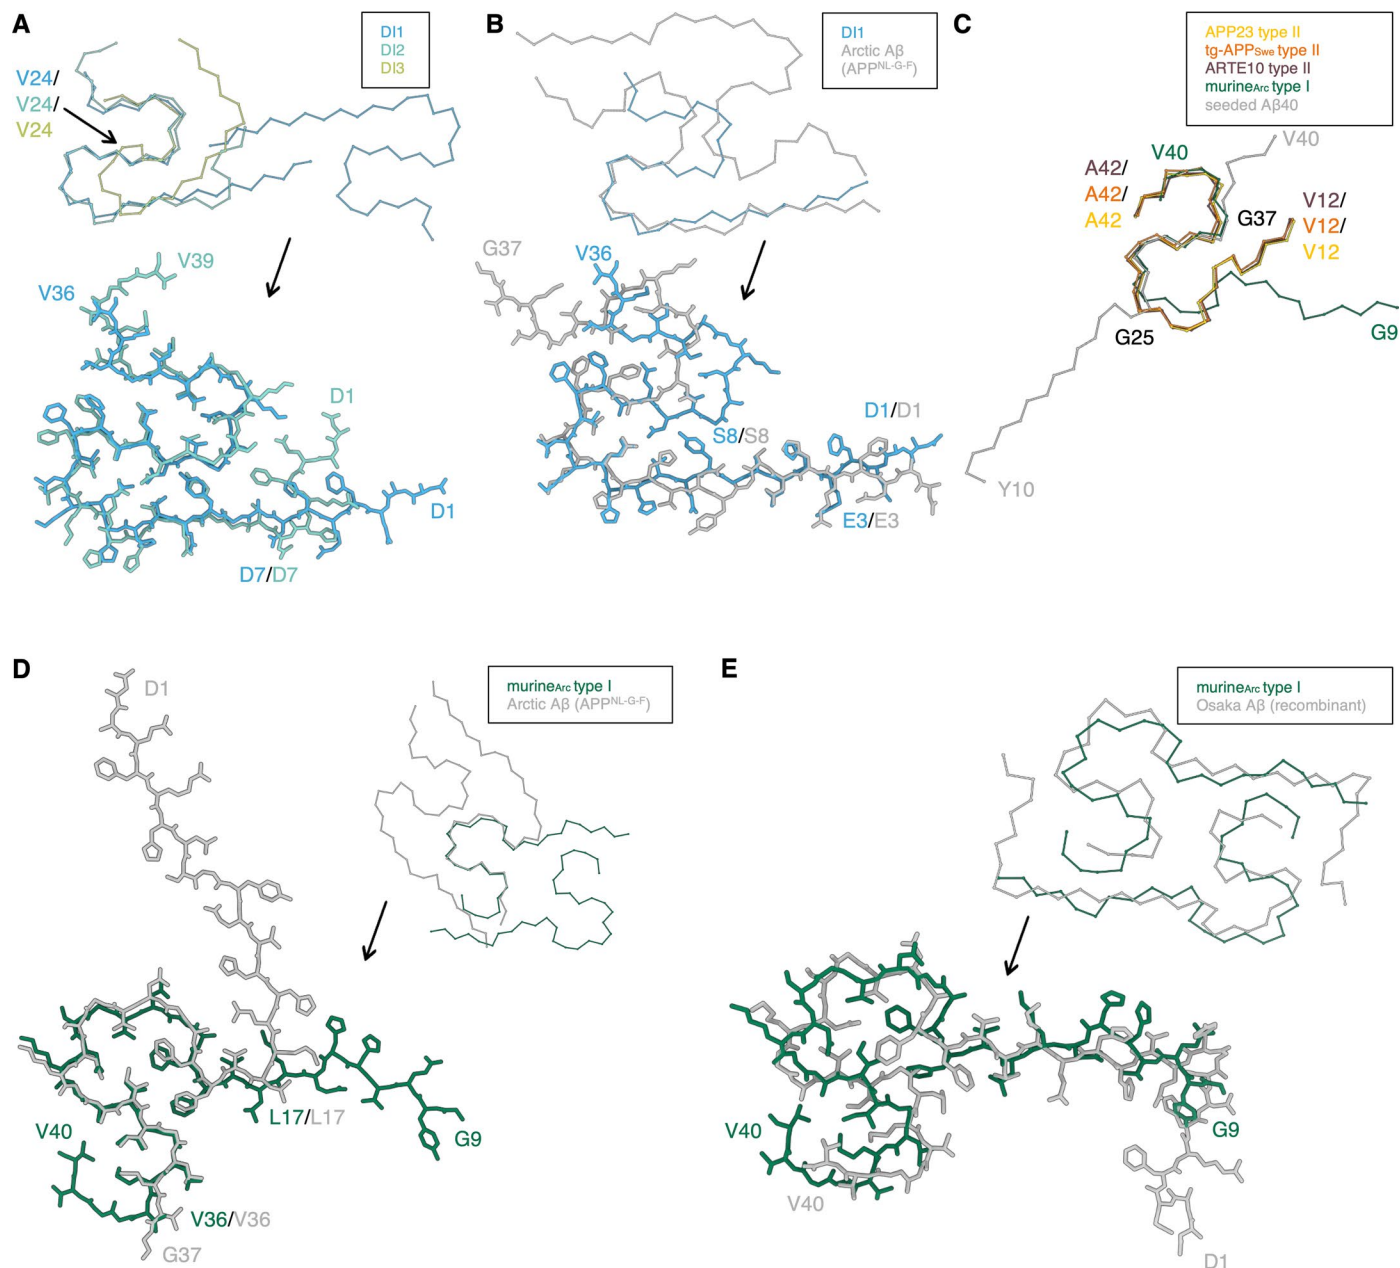 A
DI1
DI2
DI3
V24/
V24/
V24
V39
V36
D1
D1
D7/D7
B
DI1
Arctic Aβ
(APPNL-G-F)
G37
V36
D1/D1
S8/S8
E3/E3
C
APP23 type II
tg-APPSwe type II
ARTE10 type II
murineArc type I
seeded Aβ40
V40
V40
A42/
A42/
A42
G37
V12/
V12/
V12
G25
G9
Y10
D
murineArc type I
Arctic Aβ (APPNL-G-F)
D1
L17/L17
V40
G9
V36/V36
G37
E
murineArc type I
Osaka Aβ (recombinant)
V40
G9
V40
D1